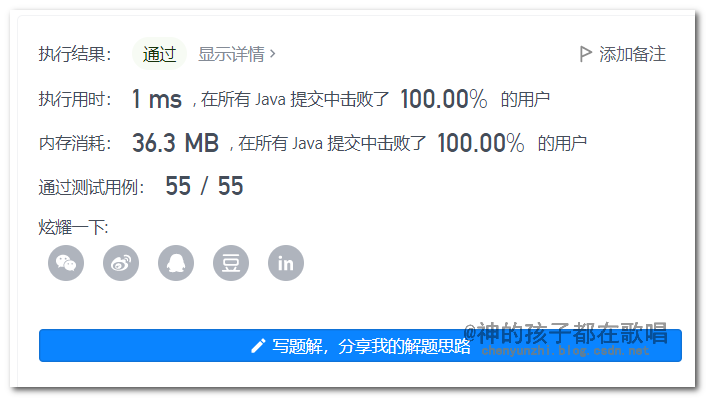 执行结果： 通过 显示详情 > 添加备注
执行用时： 1 ms , 在所有 Java 提交中击败了 100.00% 的用户
内存消耗： 36.3 MB , 在所有 Java 提交中击败了 100.00% 的用户
通过测试用例： 55 / 55
炫耀一下:
豆 in
写题解，分享我的解题思路
@神的孩子都在歌唱
chenyunzhi.blog.csdn.net